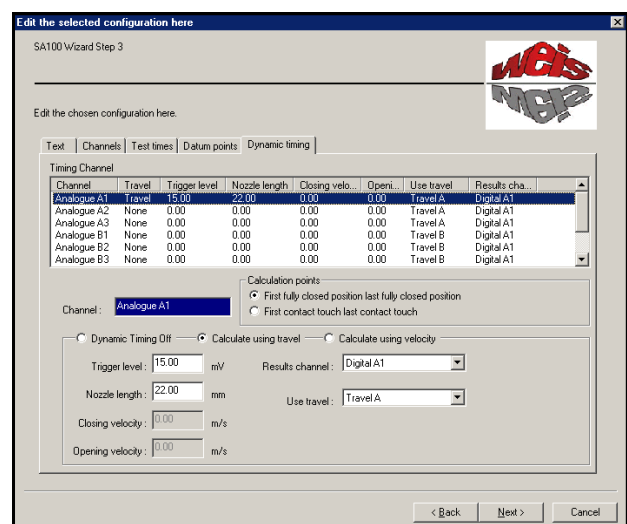 Edit the selected configuration here
SA100 Wizard Step 3
weis
Edit the chosen configuration here.
Text Channels Test times Datum points Dynamic timing
Timing Channel
Channel Travel Trigger level Nozzle length Closing velo... Openi... Use travel Results cha...
Analogue A1 Travel 15.00 22.00 0.00 0.00 Travel A Digital A1
Analogue A2 None 0.00 0.00 0.00 0.00 Travel A Digital A1
Analogue A3 None 0.00 0.00 0.00 0.00 Travel A Digital A1
Analogue B1 None 0.00 0.00 0.00 0.00 Travel B Digital A1
Analogue B2 None 0.00 0.00 0.00 0.00 Travel B Digital A1
Analogue B3 None 0.00 0.00 0.00 0.00 Travel B Digital A1
Calculation points
First fully closed position last fully closed position
First contact touch last contact touch
Channel : Analogue A1
Dynamic Timing Off Calculate using travel Calculate using velocity
Trigger level : 15.00 mV Results channel : Digital A1
Nozzle length : 22.00 mm Use travel : Travel A
Closing velocity : 0.00 m/s
Opening velocity : 0.00 m/s
< Back Next > Cancel